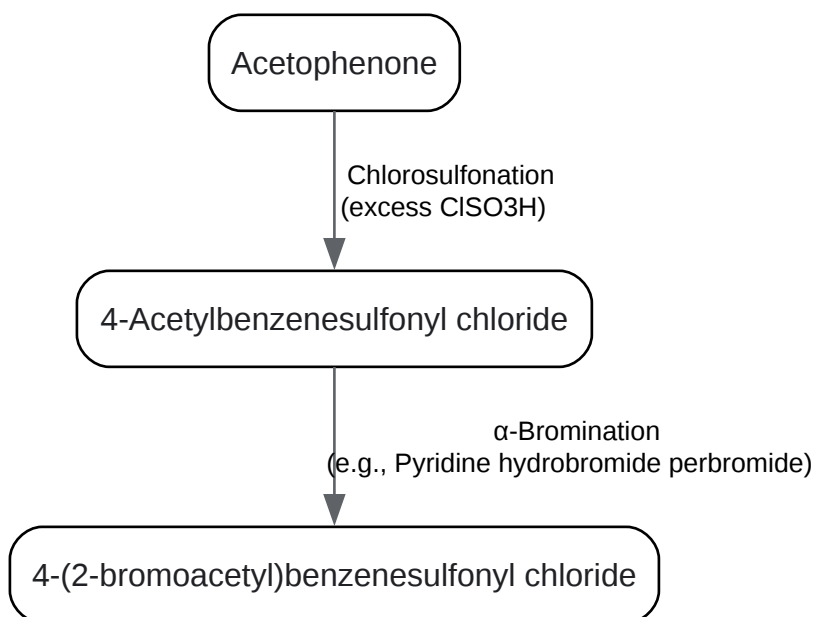 Acetophenone
Chlorosulfonation
(excess ClSO3H)
4-Acetylbenzenesulfonyl chloride
α-Bromination
(e.g., Pyridine hydrobromide perbromide)
4-(2-bromoacetyl)benzenesulfonyl chloride